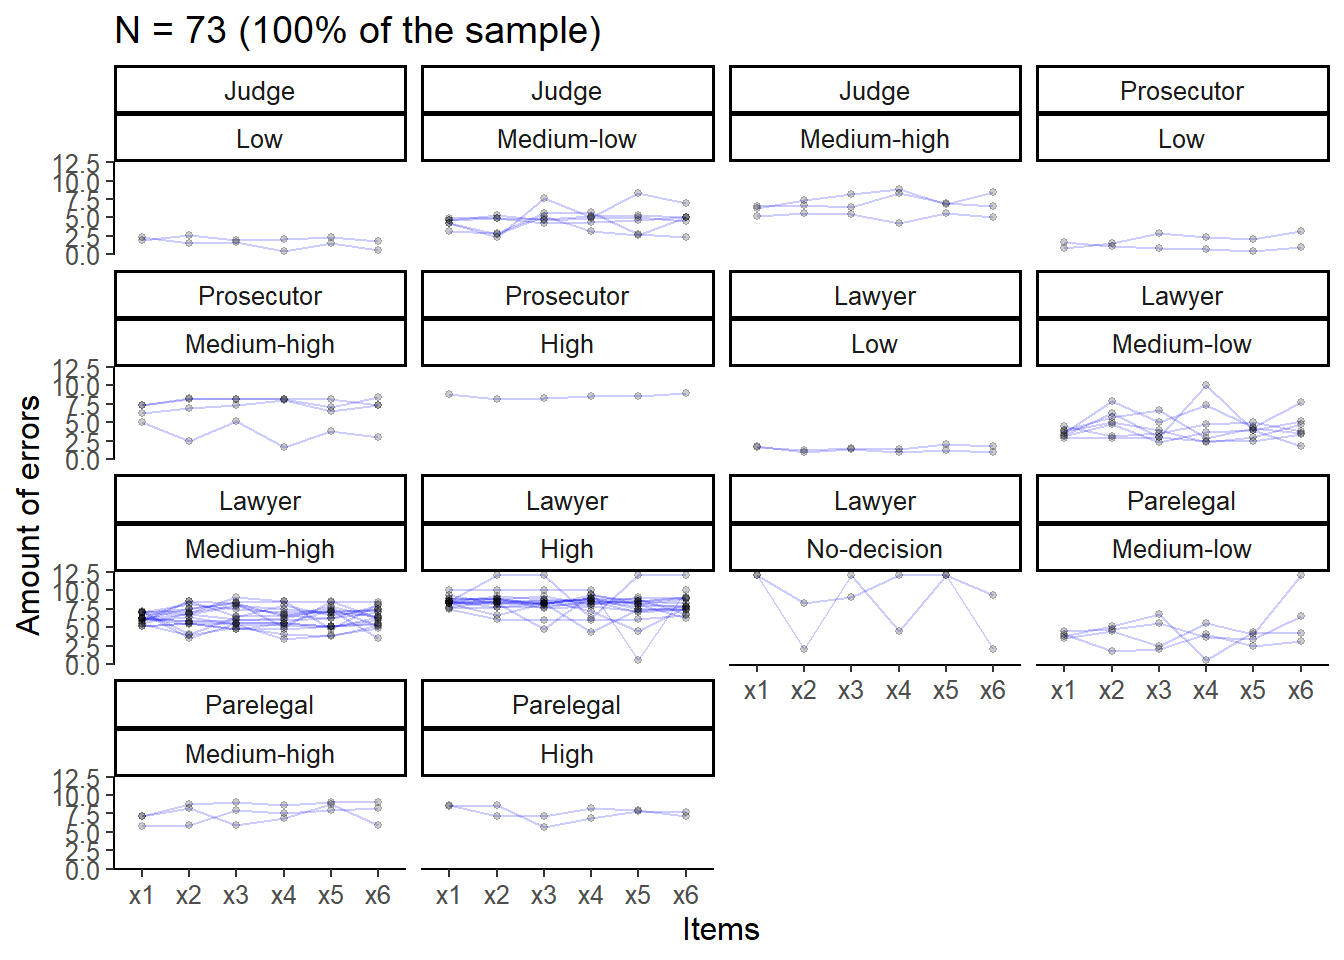 N = 73 (100% of the sample)
Judge
Low
Judge
Medium-low
Judge
Medium-high
Prosecutor
Low
12.5
10.0
7.5
5.0
2.5
0.0
Prosecutor
Medium-high
Prosecutor
High
Lawyer
Low
Lawyer
Medium-low
12.5
10.0
7.5
5.0
2.5
0.0
Lawyer
Medium-high
Lawyer
High
Lawyer
No-decision
Parelegal
Medium-low
12.5
10.0
7.5
5.0
2.5
0.0
x1 x2 x3 x4 x5 x6
x1 x2 x3 x4 x5 x6
Parelegal
Medium-high
Parelegal
High
12.5
10.0
7.5
5.0
2.5
0.0
x1 x2 x3 x4 x5 x6
x1 x2 x3 x4 x5 x6
Items
Amount of errors